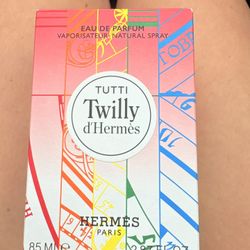 EAU DE PARFUM
VAPORISATEUR · NATURAL SPRAY
TUTTI
Twilly
d'Hermès
HERMÈS
PARIS
85 ML ℮